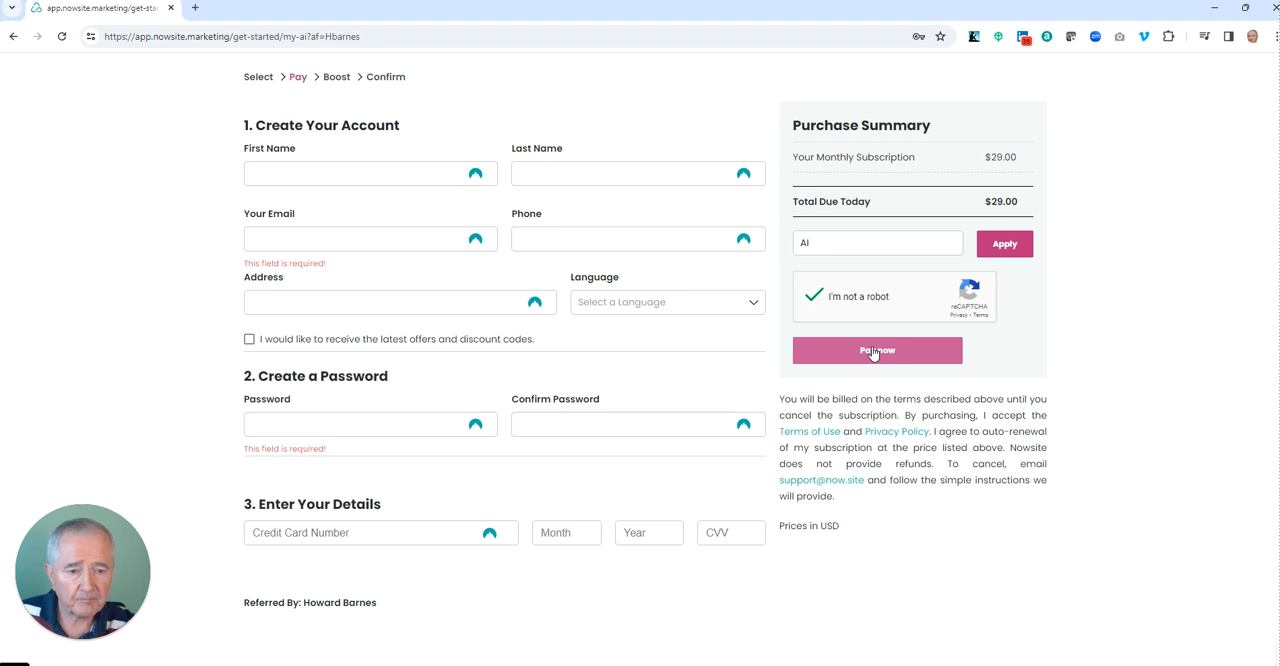 app.nowsite.marketing/get-star
https://app.nowsite.marketing/get-started/my-ai?af=Hbarnes
Select > Pay > Boost > Confirm
1. Create Your Account
First Name
Last Name
Your Email
Phone
This field is required!
Address
Language
Select a Language
I would like to receive the latest offers and discount codes.
2. Create a Password
Password
Confirm Password
This field is required!
3. Enter Your Details
Credit Card Number
Month
Year
CVV
Referred By: Howard Barnes
Purchase Summary
Your Monthly Subscription $29.00
Total Due Today $29.00
AI
Apply
I'm not a robot
reCAPTCHA
Privacy - Terms
Pay now
You will be billed on the terms described above until you
cancel the subscription. By purchasing, I accept the
Terms of Use and Privacy Policy. I agree to auto-renewal
of my subscription at the price listed above. Nowsite
does not provide refunds. To cancel, email
support@now.site and follow the simple instructions we
will provide.
Prices in USD